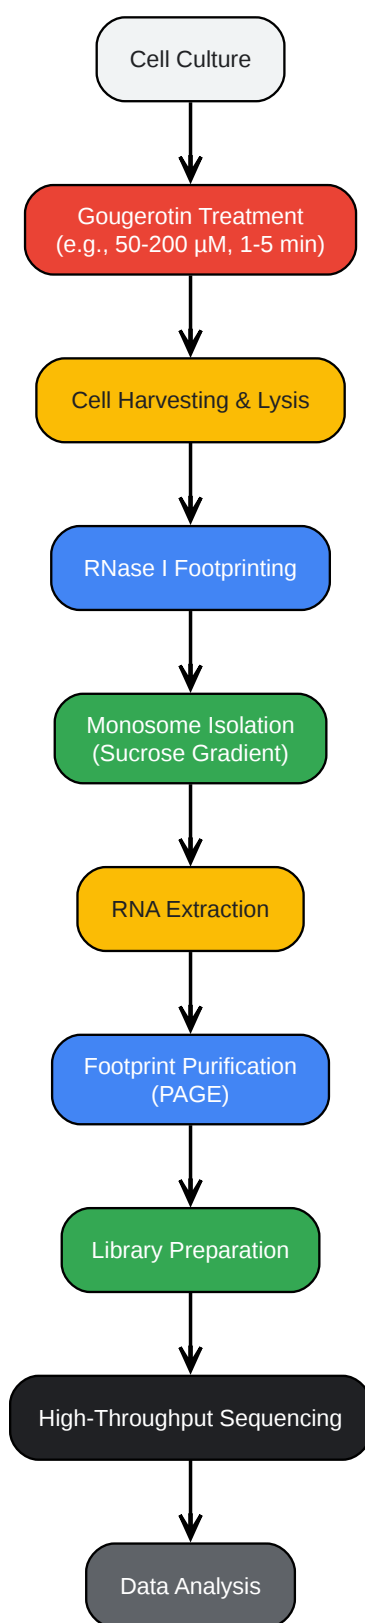 Cell Culture
Gougerotin Treatment
(e.g., 50-200 µM, 1-5 min)
Cell Harvesting & Lysis
RNase I Footprinting
Monosome Isolation
(Sucrose Gradient)
RNA Extraction
Footprint Purification
(PAGE)
Library Preparation
High-Throughput Sequencing
Data Analysis